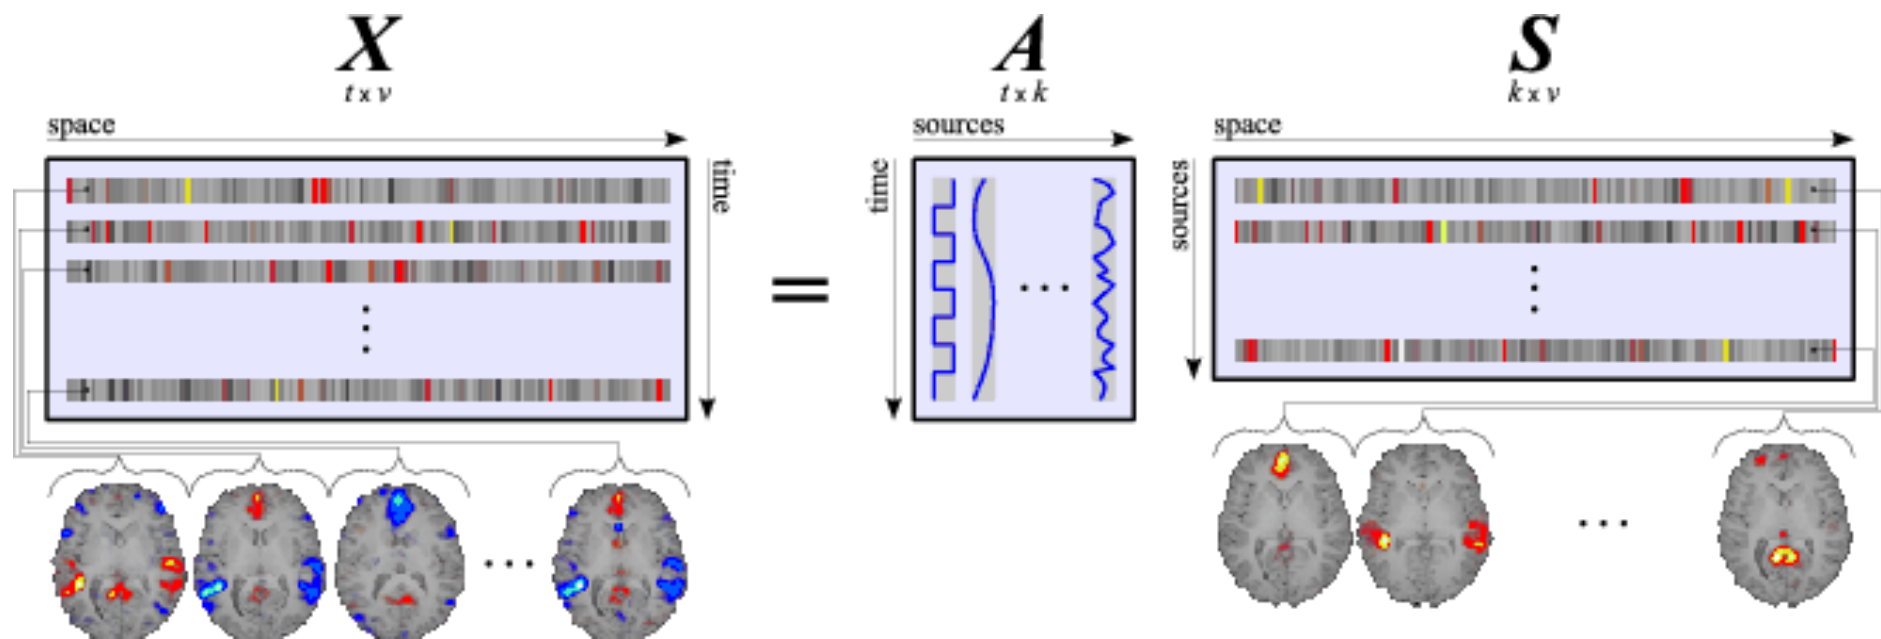 X
t x v
space
time
=
A
t x k
sources
time
S
k x v
space
sources